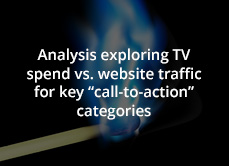 Analysis exploring TV
spend vs. website traffic
for key “call-to-action”
categories